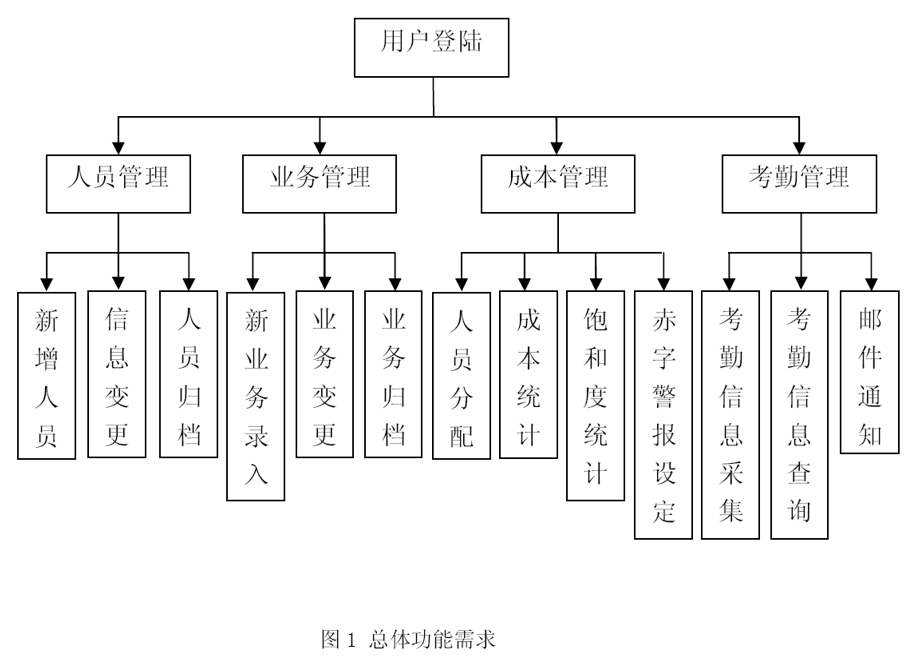 用户登陆
人员管理
业务管理
成本管理
考勤管理
新增人员
信息变更
人员归档
新业务录入
业务变更
业务归档
人员分配
成本统计
饱和度统计
赤字警报设定
考勤信息采集
考勤信息查询
邮件通知
图1 总体功能需求